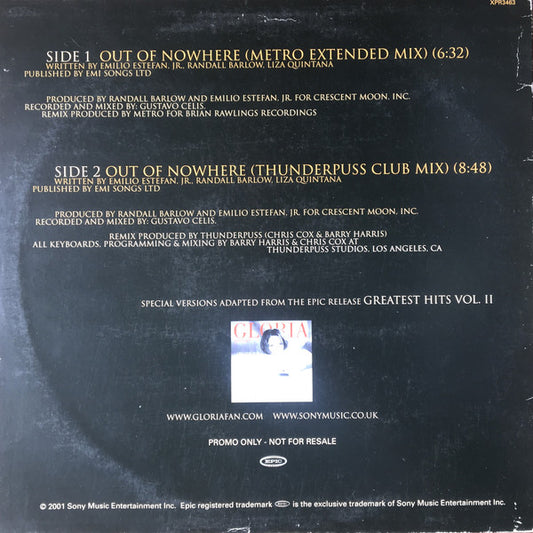 XPR3463
SIDE 1 OUT OF NOWHERE (METRO EXTENDED MIX) (6:32)
WRITTEN BY EMILIO ESTEFAN, JR., RANDALL BARLOW, LIZA QUINTANA
PUBLISHED BY EMI SONGS LTD
PRODUCED BY RANDALL BARLOW AND EMILIO ESTEFAN, JR. FOR CRESCENT MOON, INC.
RECORDED AND MIXED BY: GUSTAVO CELIS.
REMIX PRODUCED BY METRO FOR BRIAN RAWLINGS RECORDINGS
SIDE 2 OUT OF NOWHERE (THUNDERPUSS CLUB MIX) (8:48)
WRITTEN BY EMILIO ESTEFAN, JR., RANDALL BARLOW, LIZA QUINTANA
PUBLISHED BY EMI SONGS LTD
PRODUCED BY RANDALL BARLOW AND EMILIO ESTEFAN, JR. FOR CRESCENT MOON, INC.
RECORDED AND MIXED BY: GUSTAVO CELIS.
REMIX PRODUCED BY THUNDERPUSS (CHRIS COX & BARRY HARRIS)
ALL KEYBOARDS, PROGRAMMING & MIXING BY BARRY HARRIS & CHRIS COX AT
THUNDERPUSS STUDIOS, LOS ANGELES, CA
SPECIAL VERSIONS ADAPTED FROM THE EPIC RELEASE GREATEST HITS VOL. II
GLORIA
WWW.GLORIAFAN.COM WWW.SONYMUSIC.CO.UK
PROMO ONLY - NOT FOR RESALE
EPIC
© 2001 Sony Music Entertainment Inc. Epic registered trademark EPIC is the exclusive trademark of Sony Music Entertainment Inc.